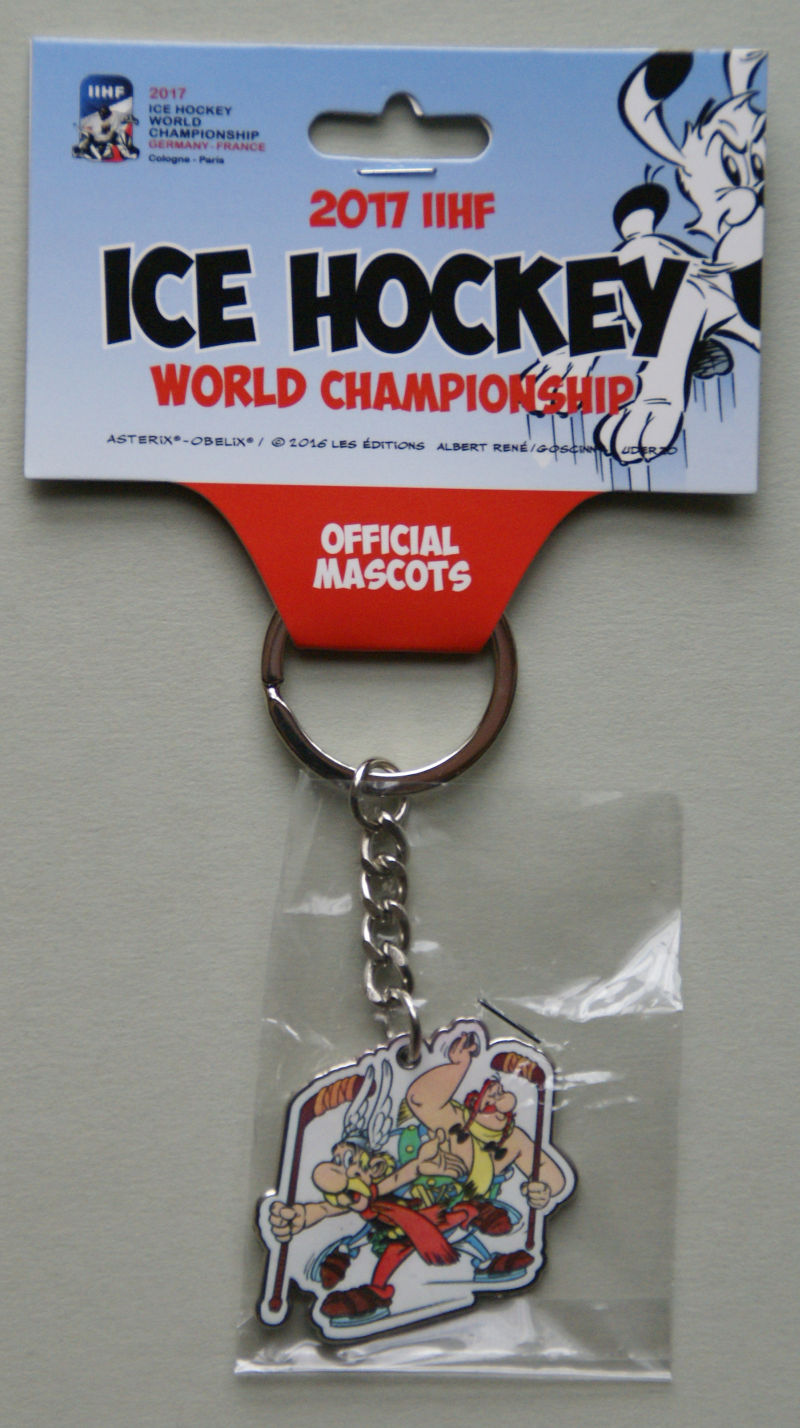 IIHF
2017
ICE HOCKEY
WORLD
CHAMPIONSHIP
GERMANY-FRANCE
Cologne - Paris
2017 IIHF
ICE HOCKEY
WORLD CHAMPIONSHIP
ASTERIX®-OBELIX® / © 2016 LES ÉDITIONS ALBERT RENÉ/GOSCINNY UDERZO
OFFICIAL
MASCOTS